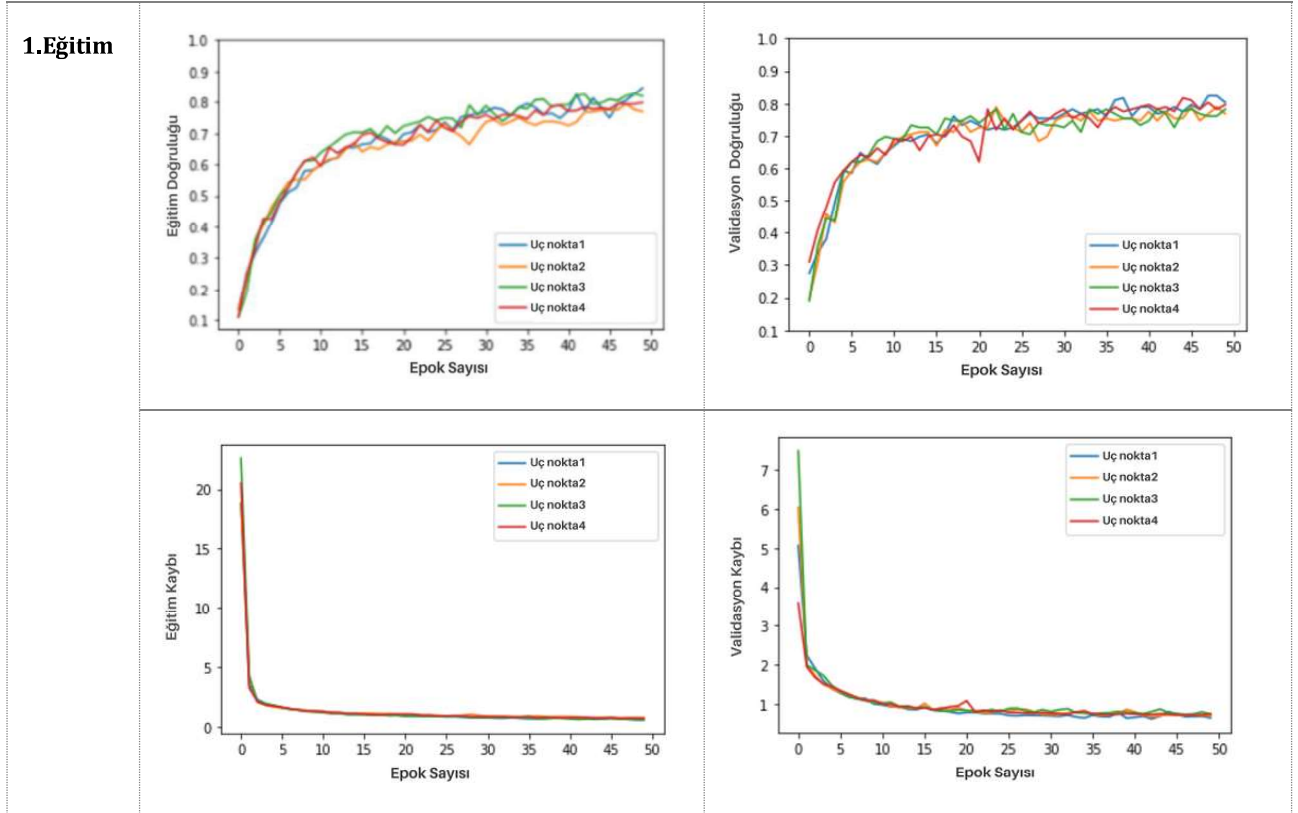 1.Eğitim
Eğitim Doğruluğu
1.0
0.9
0.8
0.7
0.6
0.5
0.4
0.3
0.2
0.1
0 5 10 15 20 25 30 35 40 45 50
Epok Sayısı
Uç nokta1
Uç nokta2
Uç nokta3
Uç nokta4
Validasyon Doğruluğu
1.0
0.9
0.8
0.7
0.6
0.5
0.4
0.3
0.2
0.1
0 5 10 15 20 25 30 35 40 45 50
Epok Sayısı
Uç nokta1
Uç nokta2
Uç nokta3
Uç nokta4
Eğitim Kaybı
20
15
10
5
0
0 5 10 15 20 25 30 35 40 45 50
Epok Sayısı
Uç nokta1
Uç nokta2
Uç nokta3
Uç nokta4
Validasyon Kaybı
7
6
5
4
3
2
1
0 5 10 15 20 25 30 35 40 45 50
Epok Sayısı
Uç nokta1
Uç nokta2
Uç nokta3
Uç nokta4